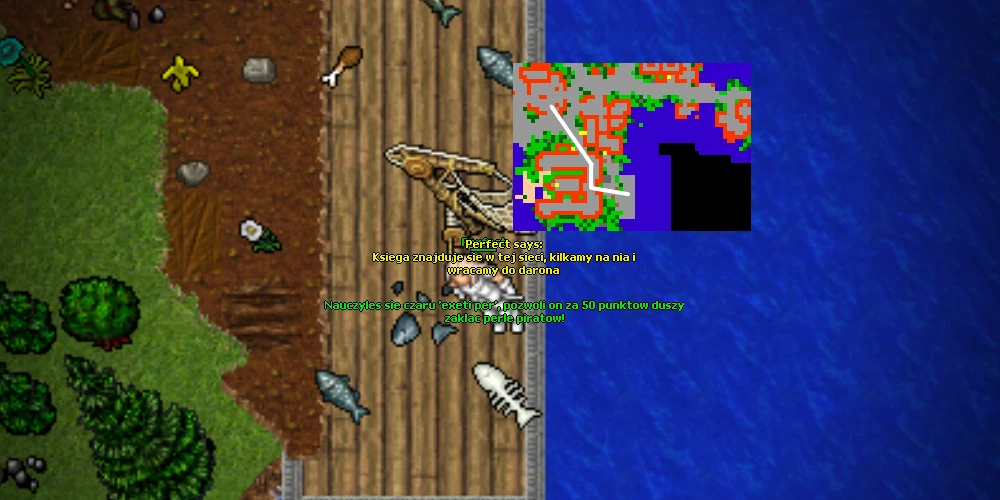 Perfect says:
Ksiega znajduje sie w tej sieci, kilkamy na nia i
wracamy do darona
Nauczyles sie czaru 'exeti per', pozwoli on za 50 punktow duszy
zaklac perle piratow!